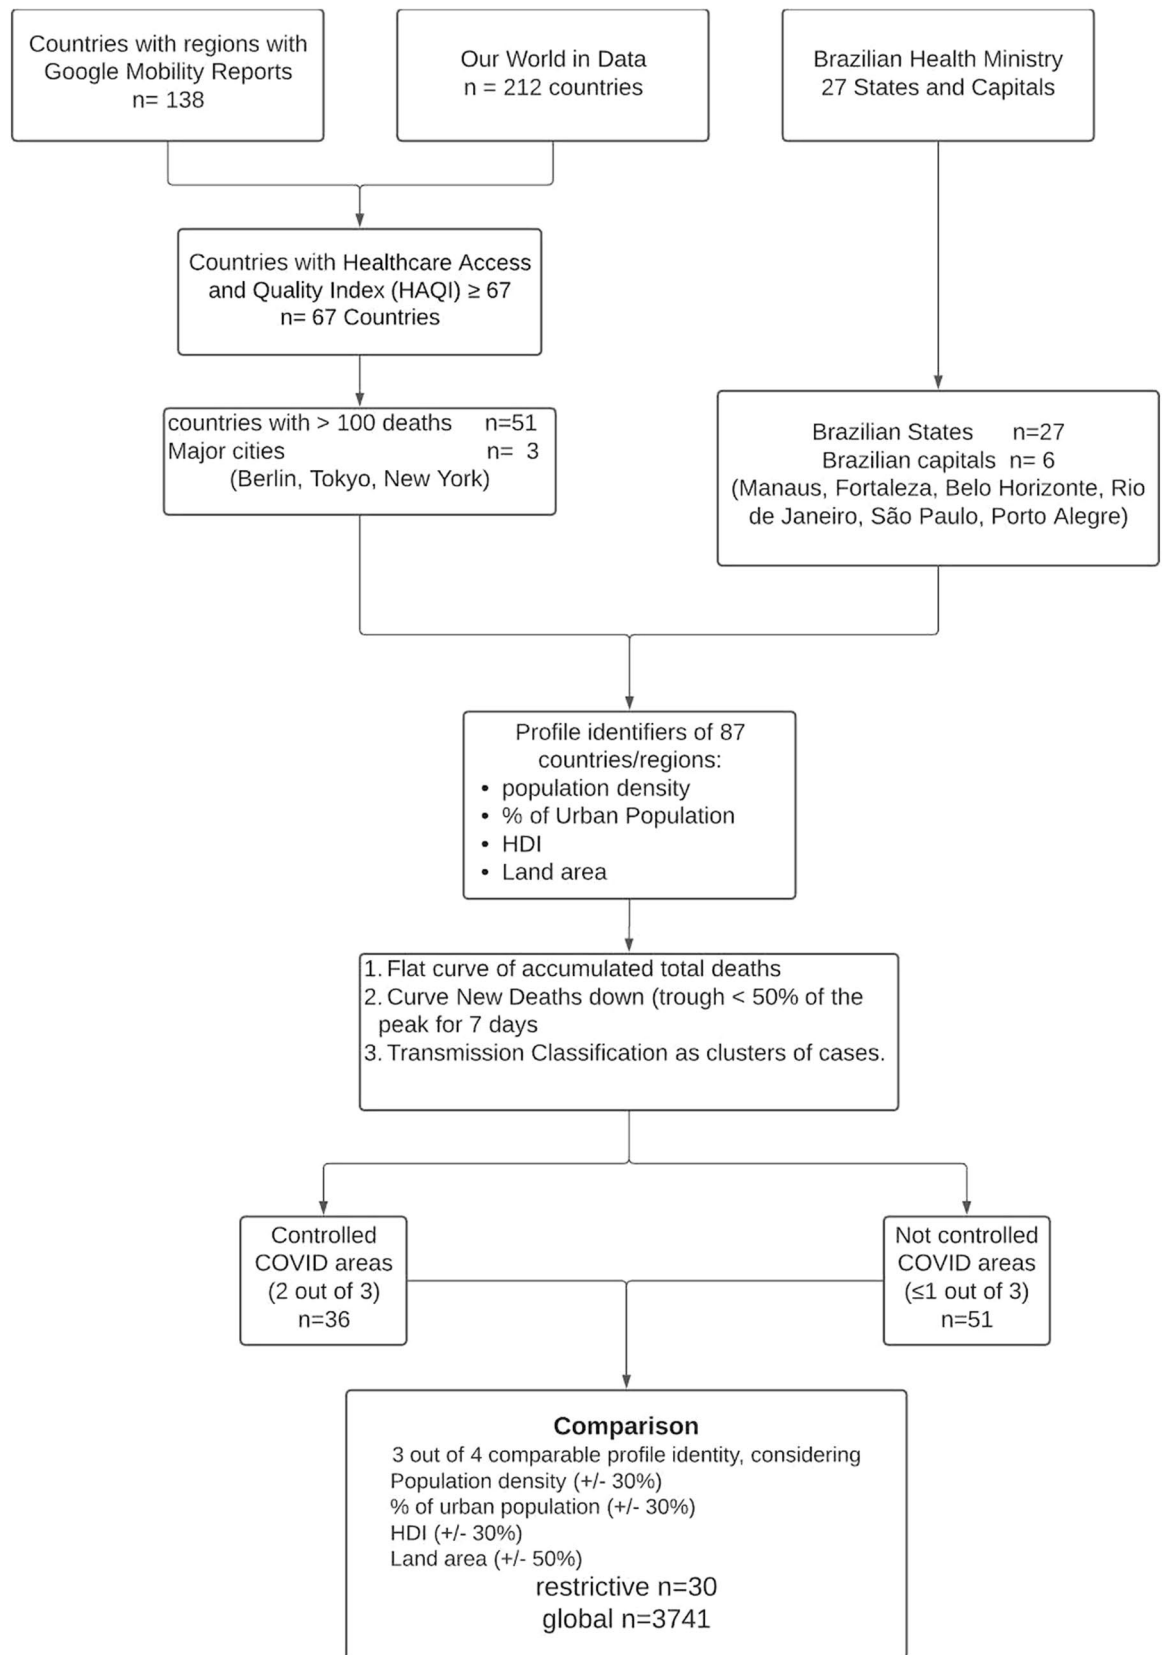 Countries with regions with
Google Mobility Reports
n= 138
Our World in Data
n = 212 countries
Brazilian Health Ministry
27 States and Capitals
Countries with Healthcare Access
and Quality Index (HAQI) ≥ 67
n= 67 Countries
countries with > 100 deaths n=51
Major cities n= 3
(Berlin, Tokyo, New York)
Brazilian States n=27
Brazilian capitals n= 6
(Manaus, Fortaleza, Belo Horizonte, Rio
de Janeiro, São Paulo, Porto Alegre)
Profile identifiers of 87
countries/regions:
• population density
• % of Urban Population
• HDI
• Land area
1. Flat curve of accumulated total deaths
2. Curve New Deaths down (trough < 50% of the
peak for 7 days
3. Transmission Classification as clusters of cases.
Controlled
COVID areas
(2 out of 3)
n=36
Not controlled
COVID areas
(≤1 out of 3)
n=51
Comparison
3 out of 4 comparable profile identity, considering
Population density (+/- 30%)
% of urban population (+/- 30%)
HDI (+/- 30%)
Land area (+/- 50%)
restrictive n=30
global n=3741